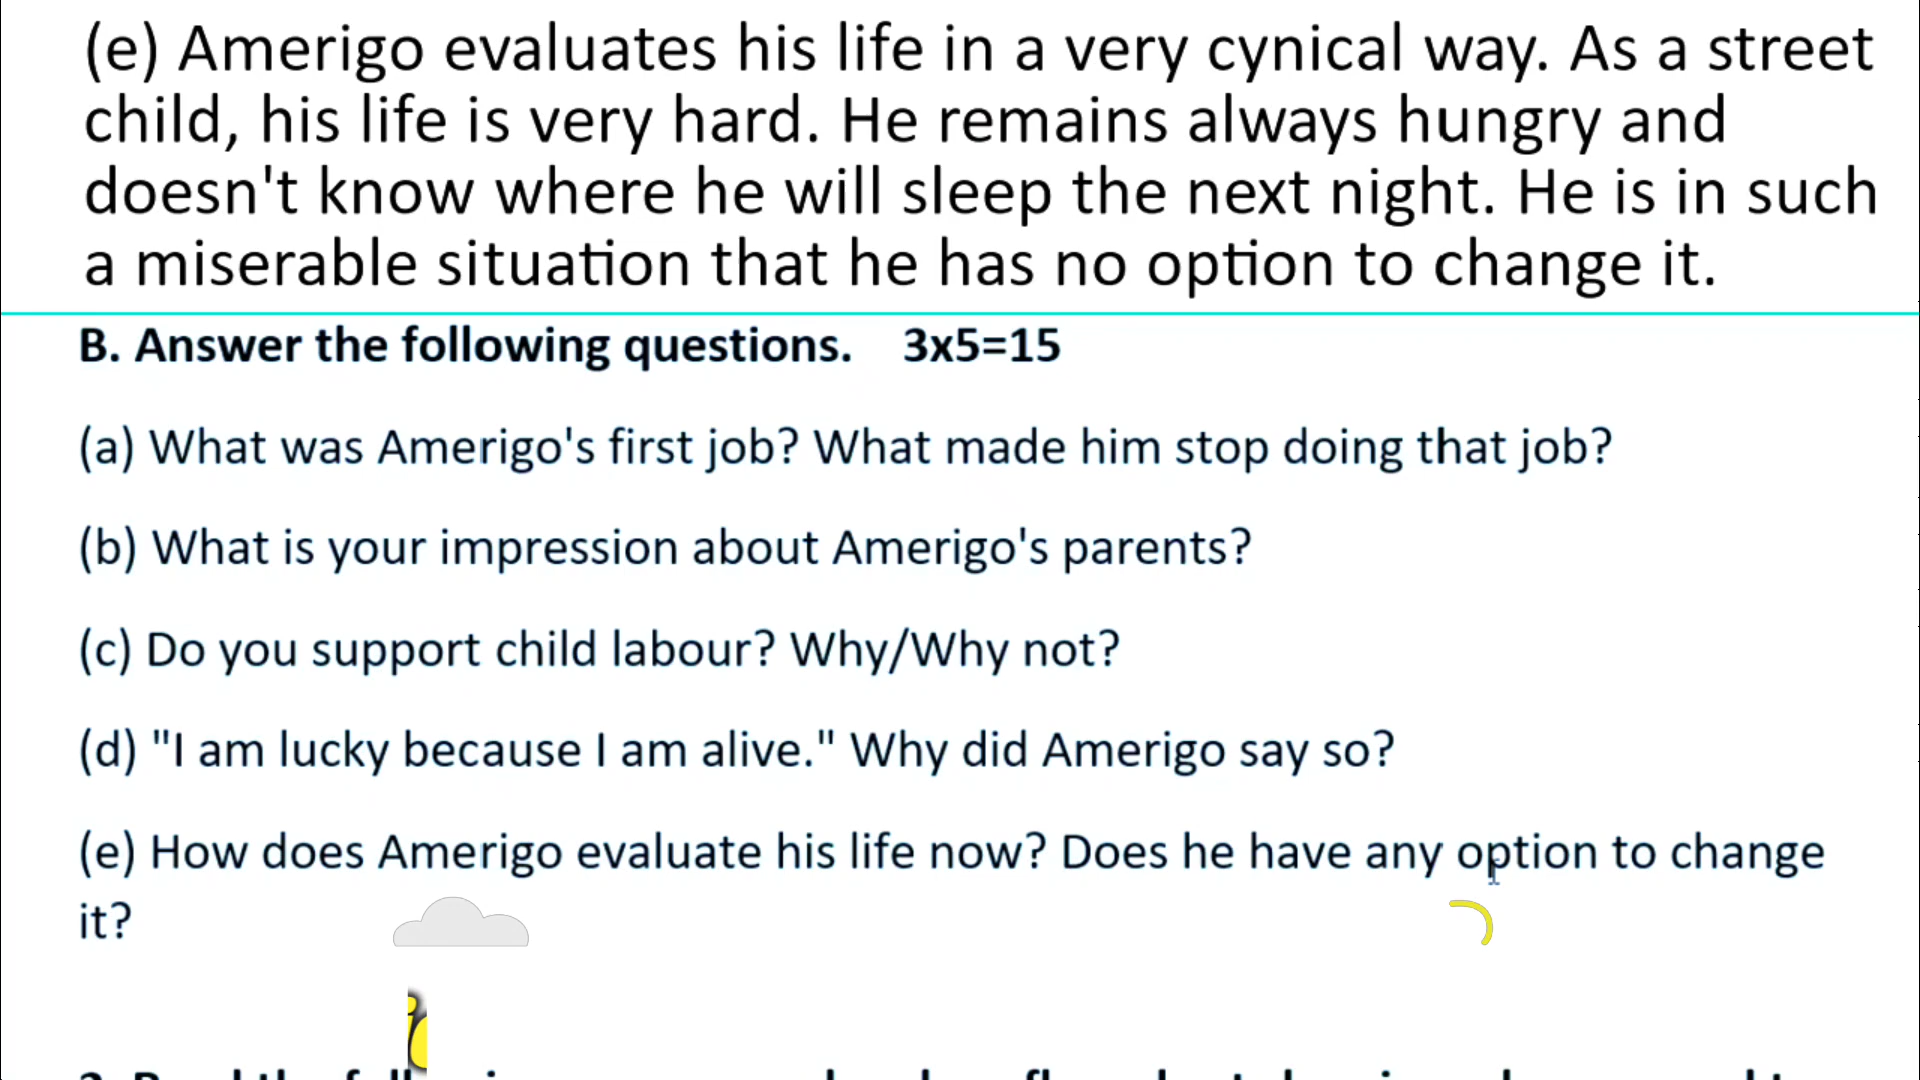 (e) Amerigo evaluates his life in a very cynical way. As a street
child, his life is very hard. He remains always hungry and
doesn't know where he will sleep the next night. He is in such
a miserable situation that he has no option to change it.
B. Answer the following questions. 3x5=15
(a) What was Amerigo's first job? What made him stop doing that job?
(b) What is your impression about Amerigo's parents?
(c) Do you support child labour? Why/Why not?
(d) "I am lucky because I am alive." Why did Amerigo say so?
(e) How does Amerigo evaluate his life now? Does he have any option to change
it?